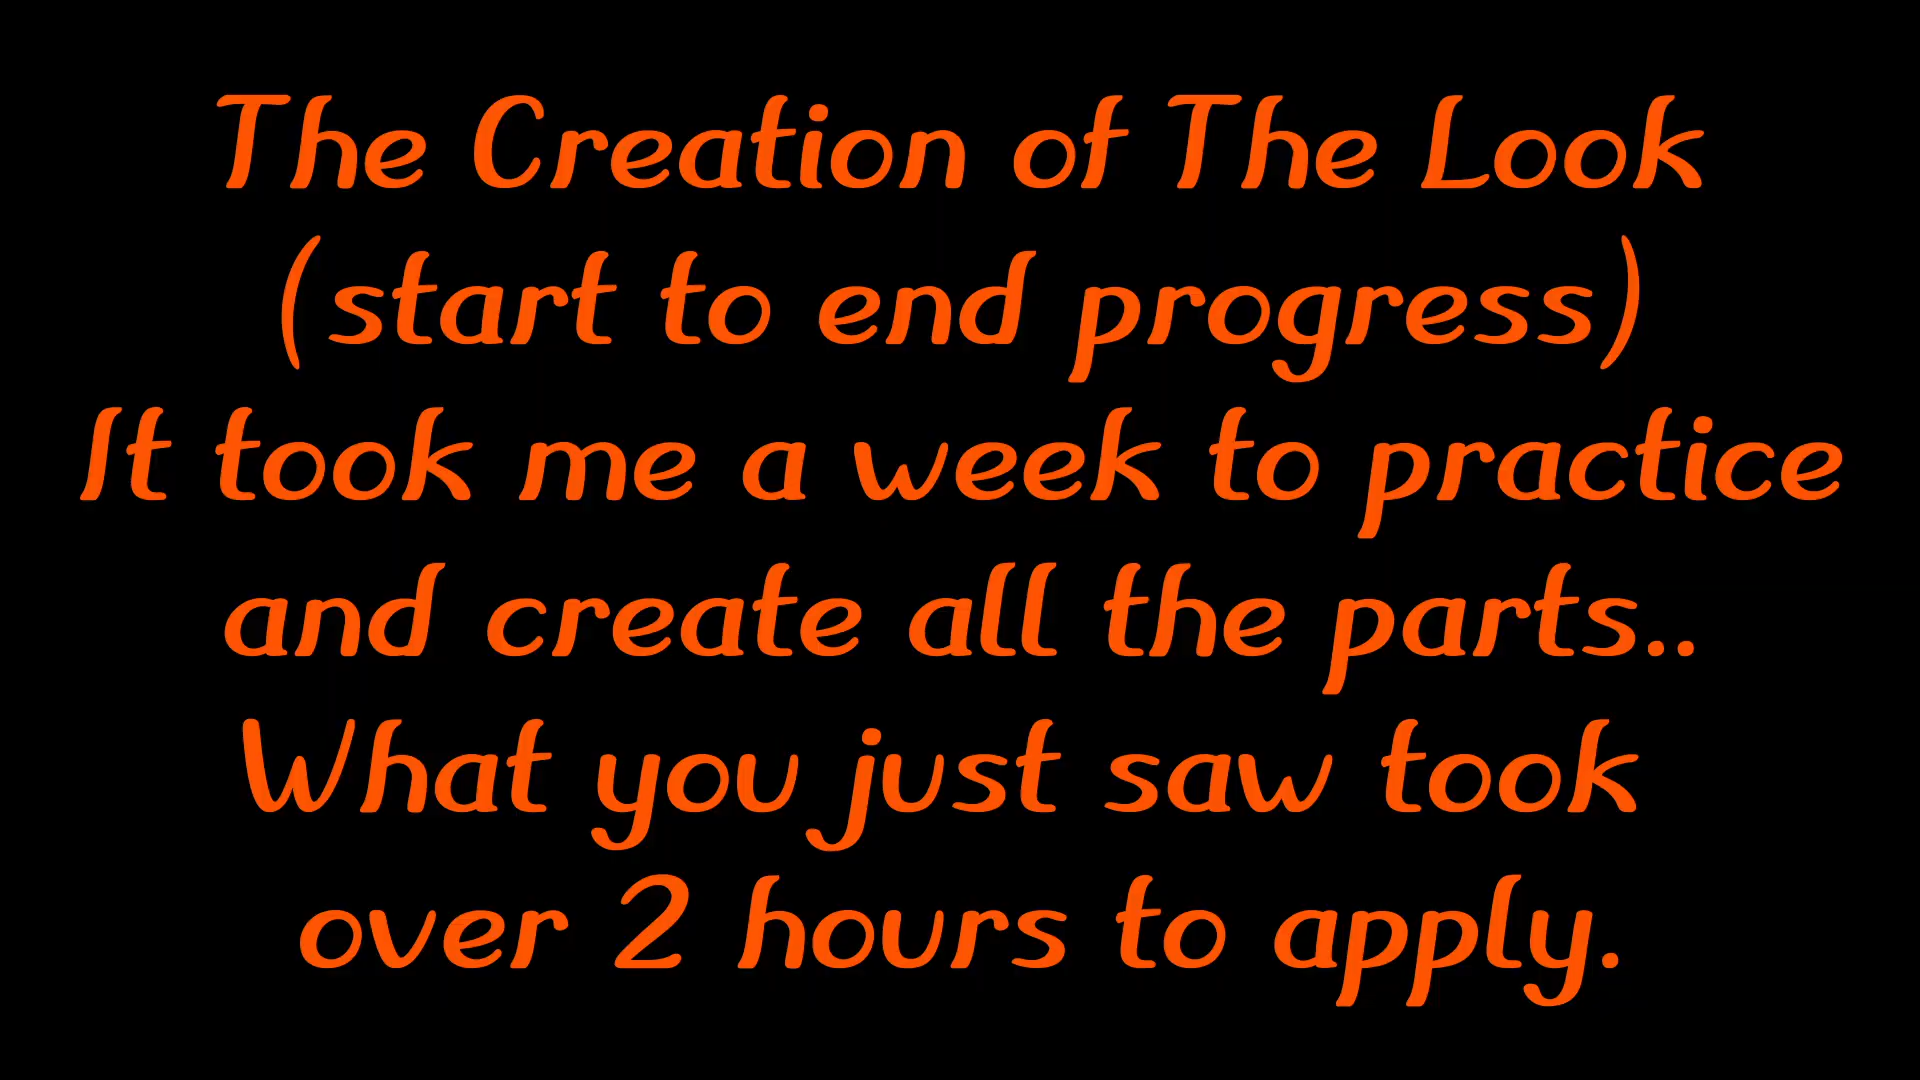 The Creation of The Look
(start to end progress)
It took me a week to practice
and create all the parts..
What you just saw took
over 2 hours to apply.